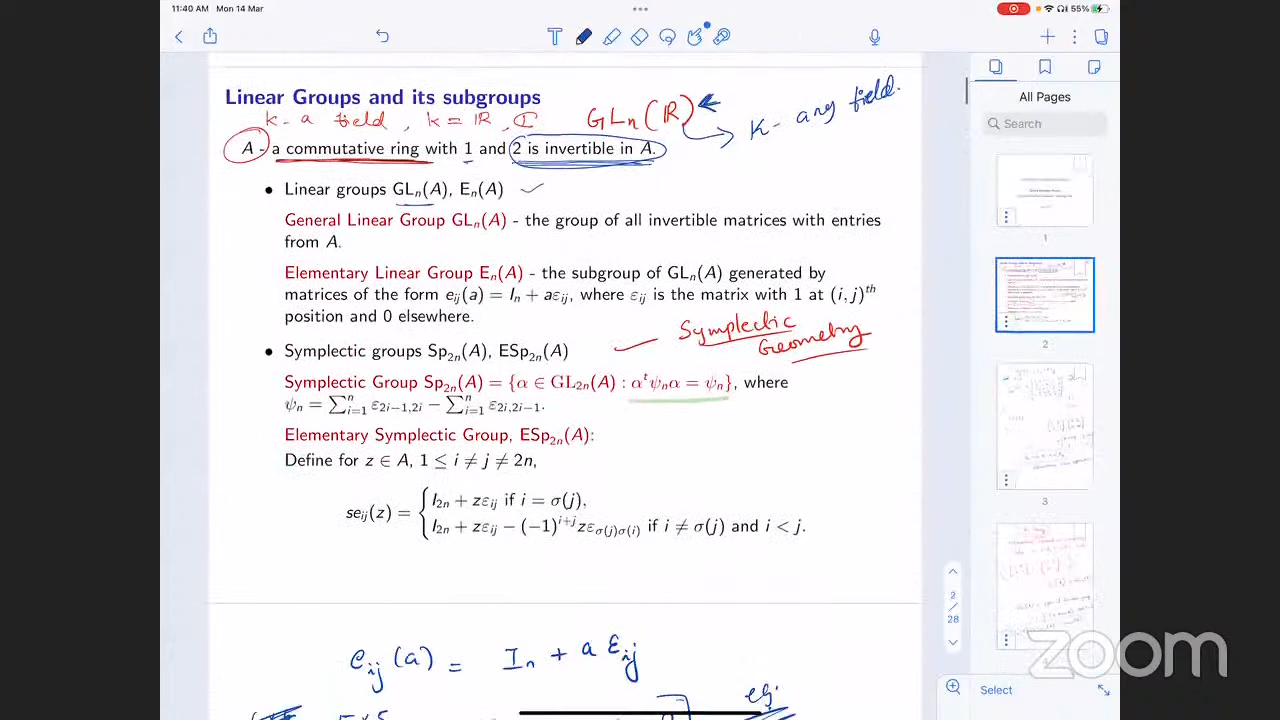 11:40 AM Mon 14 Mar
55%
Linear Groups and its subgroups
k - a field, k = ℝ, ℂ
GLn(ℝ)
K - any field.
A - a commutative ring with 1 and 2 is invertible in A.
• Linear groups GLn(A), En(A)
General Linear Group GLn(A) - the group of all invertible matrices with entries
from A.
Elementary Linear Group En(A) - the subgroup of GLn(A) generated by
matrices of the form eij(a) = In + aεij, where εij is the matrix with 1 at (i, j)th
position and 0 elsewhere.
• Symplectic groups Sp2n(A), ESp2n(A)
Symplectic
Geometry
Symplectic Group Sp2n(A) = {α ∈ GL2n(A) : αtψnα = ψn}, where
ψn = ∑ni=1 ε2i−1,2i − ∑ni=1 ε2i,2i−1.
Elementary Symplectic Group, ESp2n(A):
Define for z ∈ A, 1 ≤ i ≠ j ≠ 2n,
seij(z) = { I2n + zεij if i = σ(j),
I2n + zεij − (−1)i+jzεσ(j)σ(i) if i ≠ σ(j) and i < j.
eij(a) = In + a εij
eg:
All Pages
Search
1
2
3
2
/
28
Select
zoom